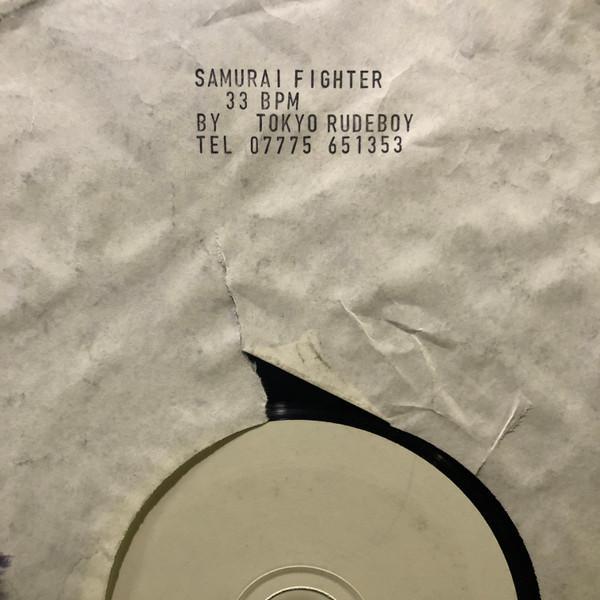 SAMURAI FIGHTER
33 BPM
BY TOKYO RUDEBOY
TEL 07775 651353